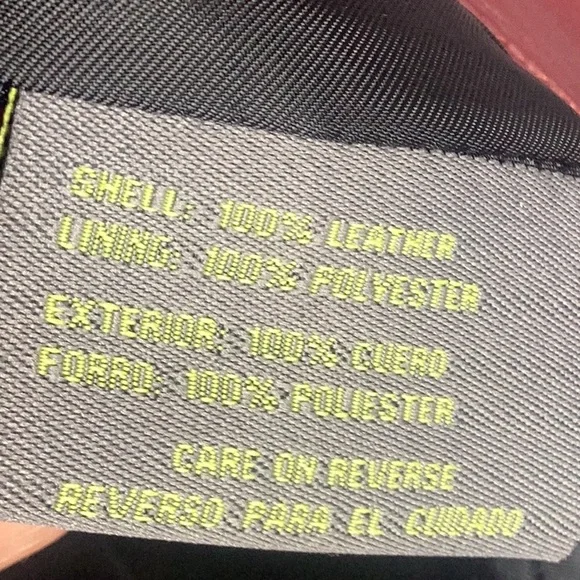 SHELL: 100% LEATHER
LINING: 100% POLYESTER
EXTERIOR: 100% CUERO
FORRO: 100% POLIESTER
CARE ON REVERSE
REVERSO PARA EL CUIDADO